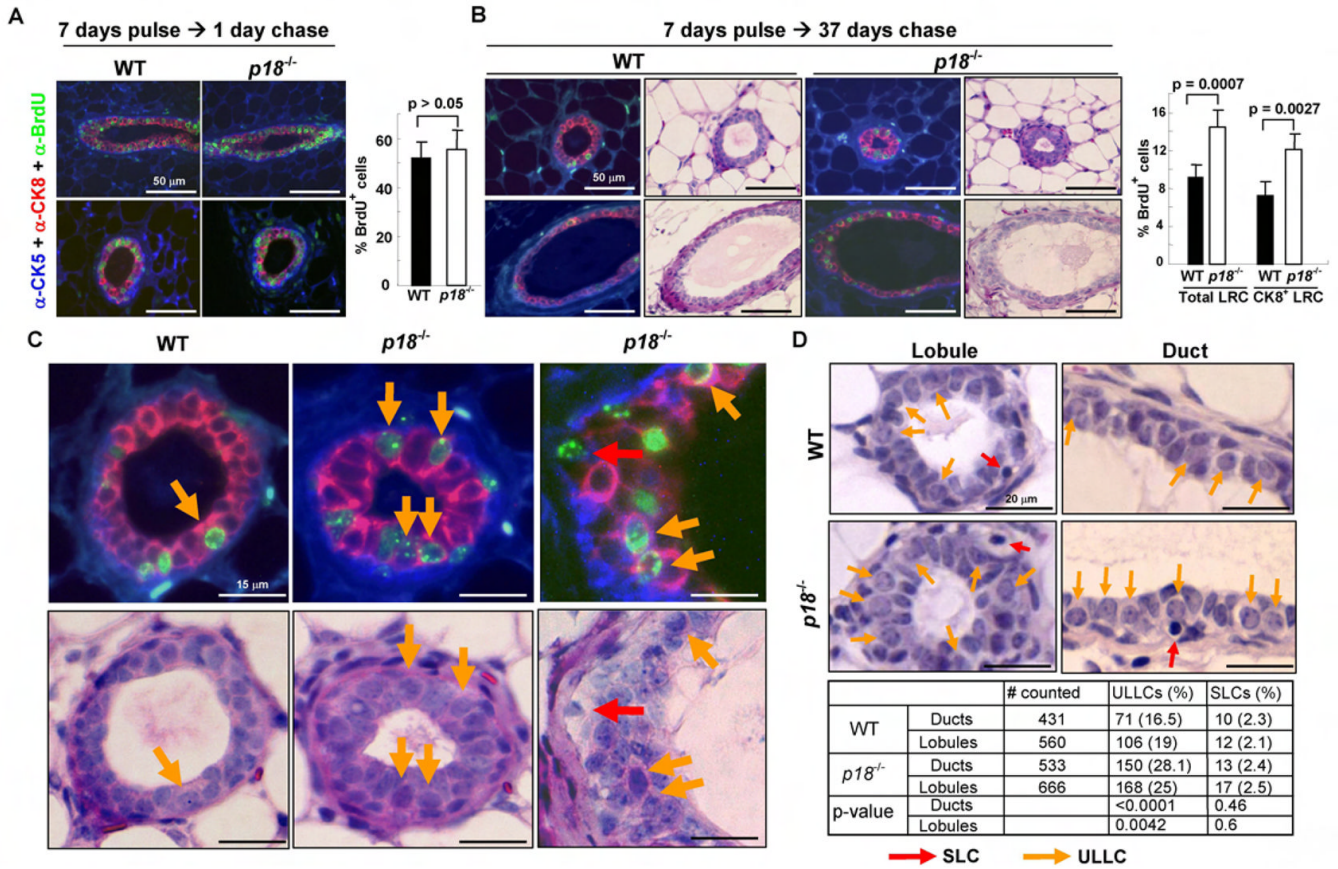 A
7 days pulse → 1 day chase
WT p18-/-
α-CK5 + α-CK8 + α-BrdU
50 μm
p > 0.05
% BrdU+ cells
60
40
20
0
WT p18-/-
B
7 days pulse → 37 days chase
WT p18-/-
50 μm
p = 0.0007
p = 0.0027
% BrdU+ cells
16
12
8
4
0
WT p18-/- WT p18-/-
Total LRC CK8+ LRC
C
WT p18-/- p18-/-
15 μm
D
Lobule Duct
WT
20 μm
p18-/-
# counted ULLCs (%) SLCs (%)
WT Ducts 431 71 (16.5) 10 (2.3)
Lobules 560 106 (19) 12 (2.1)
p18-/- Ducts 533 150 (28.1) 13 (2.4)
Lobules 666 168 (25) 17 (2.5)
p-value Ducts <0.0001 0.46
Lobules 0.0042 0.6
SLC ULLC